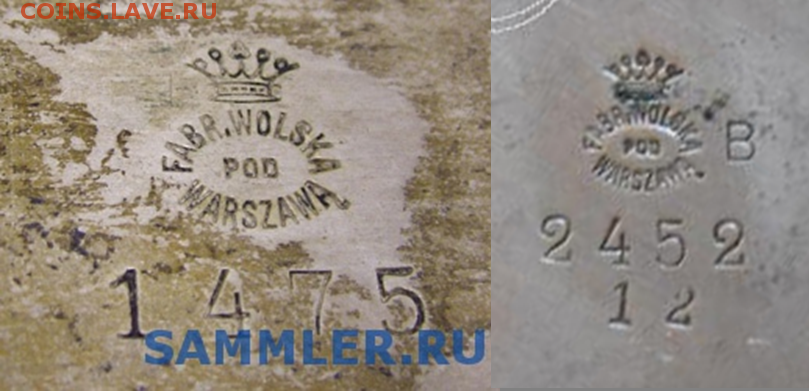 COINS.LAVE.RU
FABR. WOLSKA
POD
WARSZAWĄ
1475
SAMMLER.RU
FABR. WOLSKA
POD
WARSZAWĄ
B
2452
12